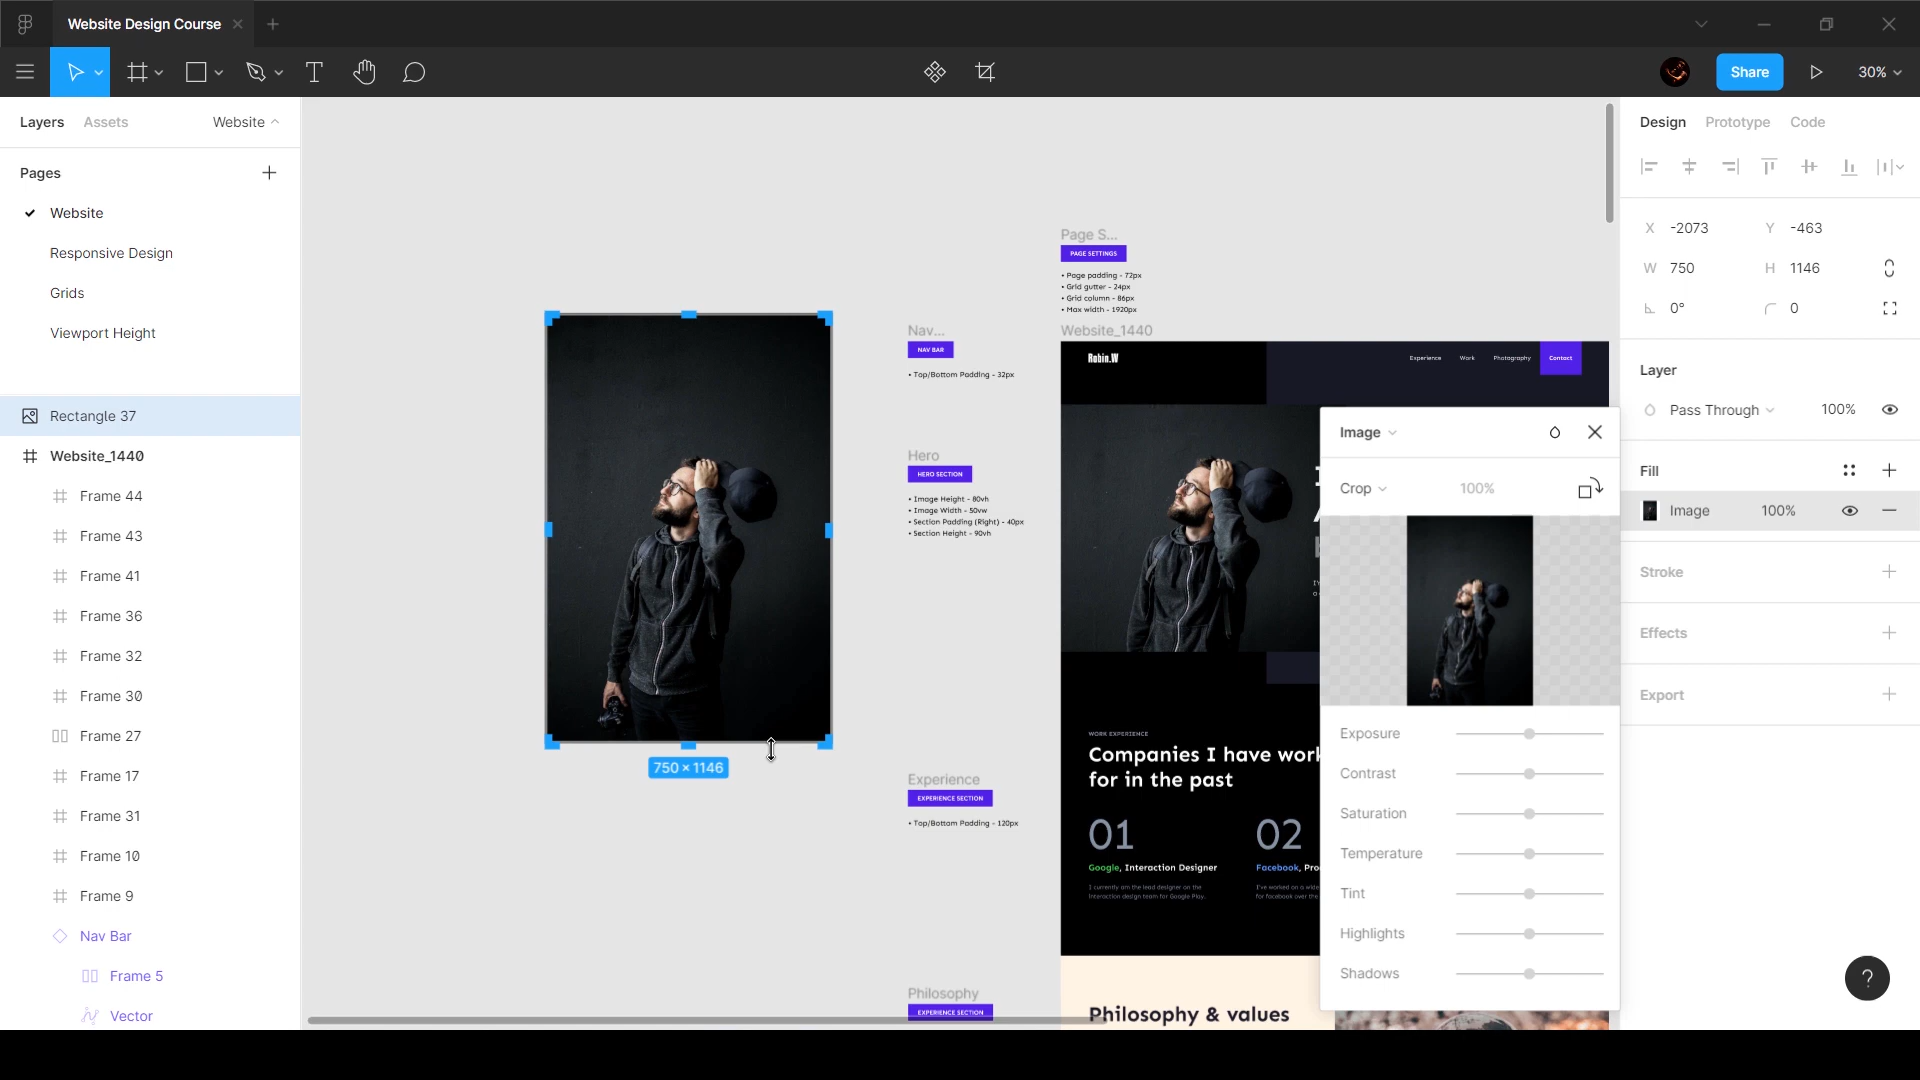 Website Design Course
Share
30%
Layers
Assets
Website
Pages
Website
Responsive Design
Grids
Viewport Height
Rectangle 37
Website_1440
Frame 44
Frame 43
Frame 41
Frame 36
Frame 32
Frame 30
Frame 27
Frame 17
Frame 31
Frame 10
Frame 9
Nav Bar
Frame 5
Vector
750 × 1146
Page S...
PAGE SETTINGS
• Page padding - 72px
• Grid gutter - 24px
• Grid column - 86px
• Max width - 1920px
Nav...
NAV BAR
• Top/Bottom Padding - 32px
Hero
HERO SECTION
• Image Height - 80vh
• Image Width - 50vw
• Section Padding (Right) - 40px
• Section Height - 90vh
Experience
EXPERIENCE SECTION
• Top/Bottom Padding - 120px
Philosophy
EXPERIENCE SECTION
Website_1440
Robin.W
Experience
Work
Photography
Contact
WORK EXPERIENCE
Companies I have work
for in the past
01
02
Google, Interaction Designer
Facebook, Pro
I currently am the lead designer on the
interaction design team for Google Play.
I've worked on a wide
for facebook over the
Philosophy & values
Image
Crop
100%
Exposure
Contrast
Saturation
Temperature
Tint
Highlights
Shadows
Design
Prototype
Code
X -2073
Y -463
W 750
H 1146
0°
0
Layer
Pass Through
100%
Fill
Image
100%
Stroke
Effects
Export
?